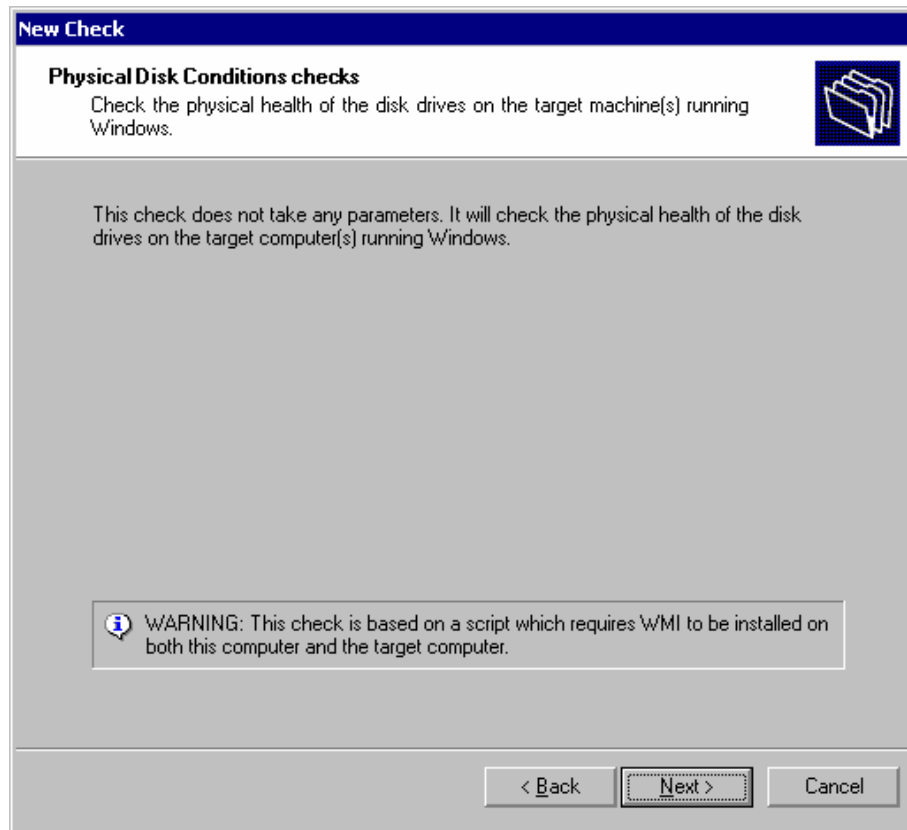 New Check
Physical Disk Conditions checks
Check the physical health of the disk drives on the target machine(s) running
Windows.
This check does not take any parameters. It will check the physical health of the disk
drives on the target computer(s) running Windows.
WARNING: This check is based on a script which requires WMI to be installed on
both this computer and the target computer.
< Back
Next >
Cancel